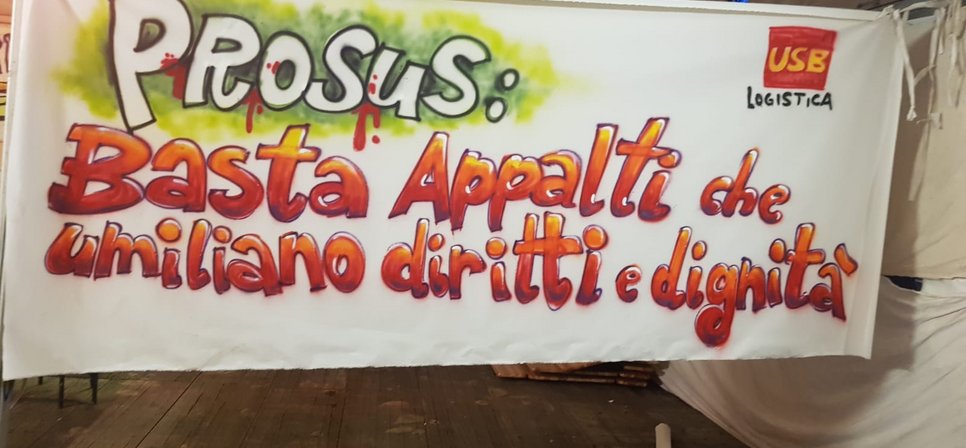 PROSUS:
USB
LOGISTICA
Basta Appalti che
umiliano diritti e dignità